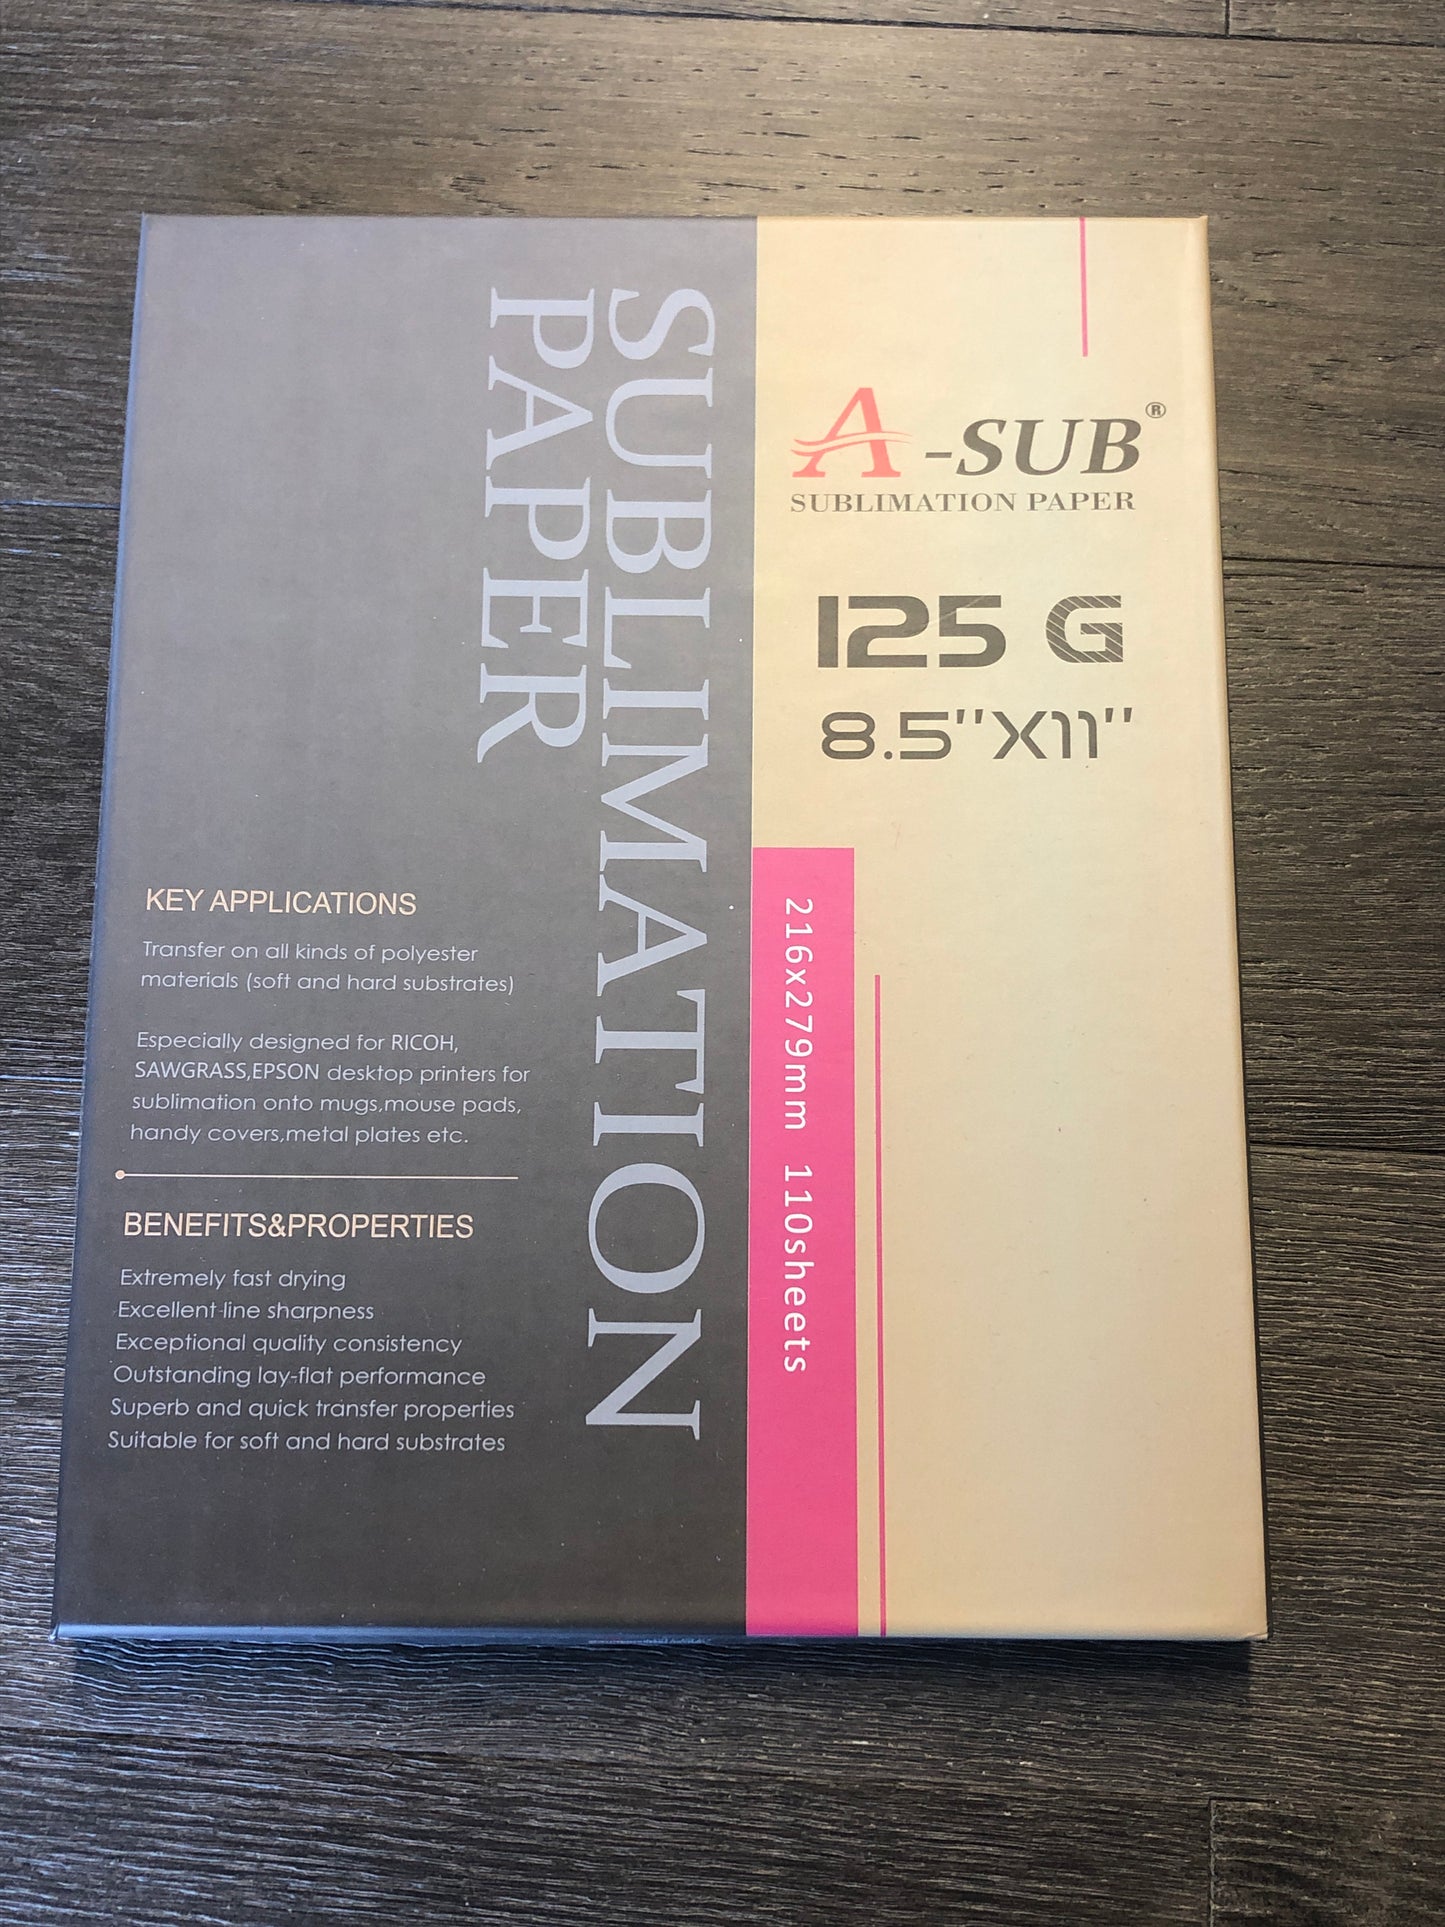 SUBLIMATION
PAPER
A-SUB®
SUBLIMATION PAPER
125 G
8.5''X11''
216x279mm 110sheets
KEY APPLICATIONS
Transfer on all kinds of polyester
materials (soft and hard substrates)
Especially designed for RICOH,
SAWGRASS,EPSON desktop printers for
sublimation onto mugs,mouse pads,
handy covers,metal plates etc.
BENEFITS&PROPERTIES
Extremely fast drying
Excellent line sharpness
Exceptional quality consistency
Outstanding lay-flat performance
Superb and quick transfer properties
Suitable for soft and hard substrates